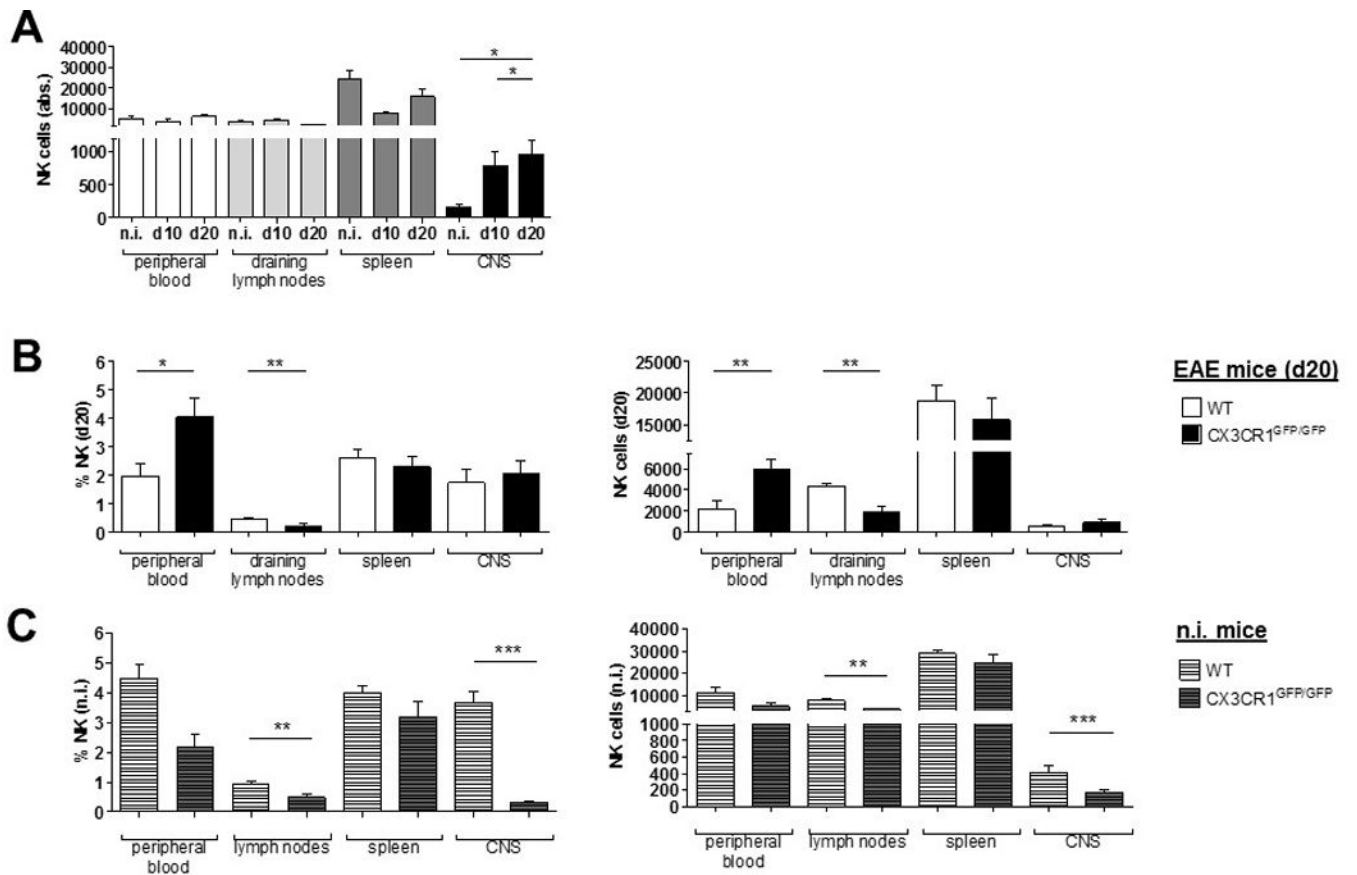 A
NK cells (abs.)
40000
30000
20000
10000
1000
500
0
* 
*
n.i. d10 d20 n.i. d10 d20 n.i. d10 d20 n.i. d10 d20
peripheral blood
draining lymph nodes
spleen
CNS
B
% NK (d20)
6
5
4
3
2
1
0
*
**
peripheral blood
draining lymph nodes
spleen
CNS
NK cells (d20)
25000
20000
15000
6000
4000
2000
0
**
**
peripheral blood
draining lymph nodes
spleen
CNS
EAE mice (d20)
WT
CX3CR1GFP/GFP
C
% NK (n.i.)
6
5
4
3
2
1
0
**
***
peripheral blood
lymph nodes
spleen
CNS
NK cells (n.i.)
40000
30000
20000
10000
1000
800
600
400
200
0
**
***
peripheral blood
lymph nodes
spleen
CNS
n.i. mice
WT
CX3CR1GFP/GFP